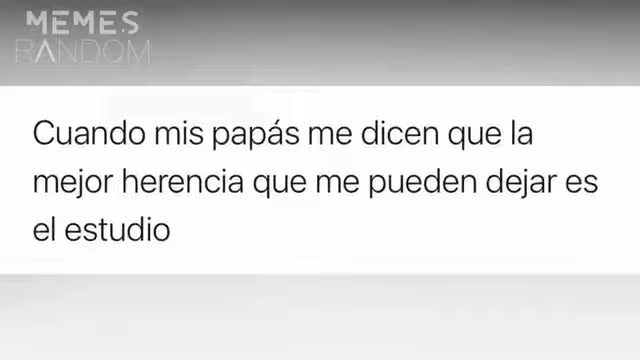 MEMES
RANDOM
Cuando mis papás me dicen que la
mejor herencia que me pueden dejar es
el estudio